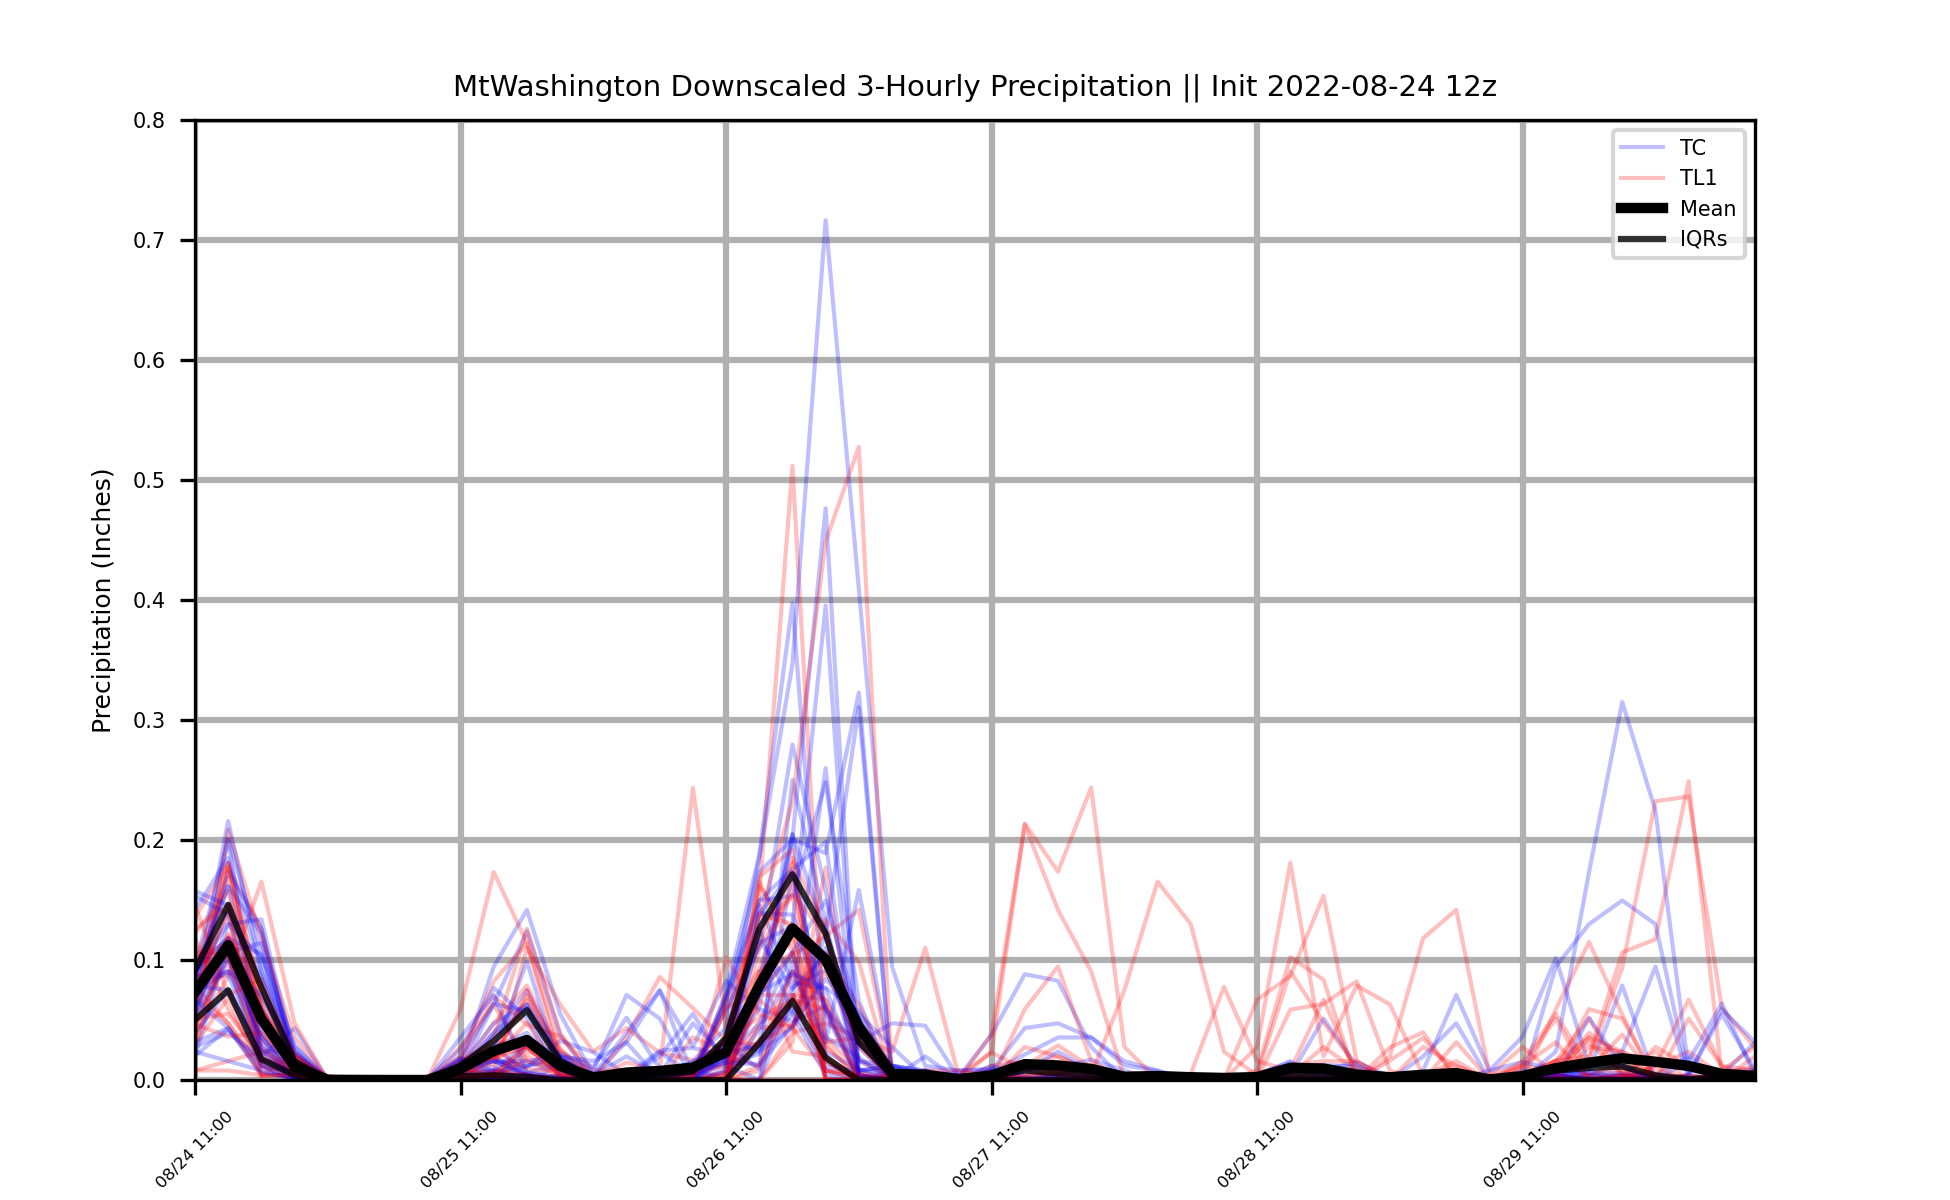 MtWashington Downscaled 3-Hourly Precipitation || Init 2022-08-24 12z
Precipitation (Inches)
0.8
0.7
0.6
0.5
0.4
0.3
0.2
0.1
0.0
TC
TL1
Mean
IQRs
08/24 11:00
08/25 11:00
08/26 11:00
08/27 11:00
08/28 11:00
08/29 11:00